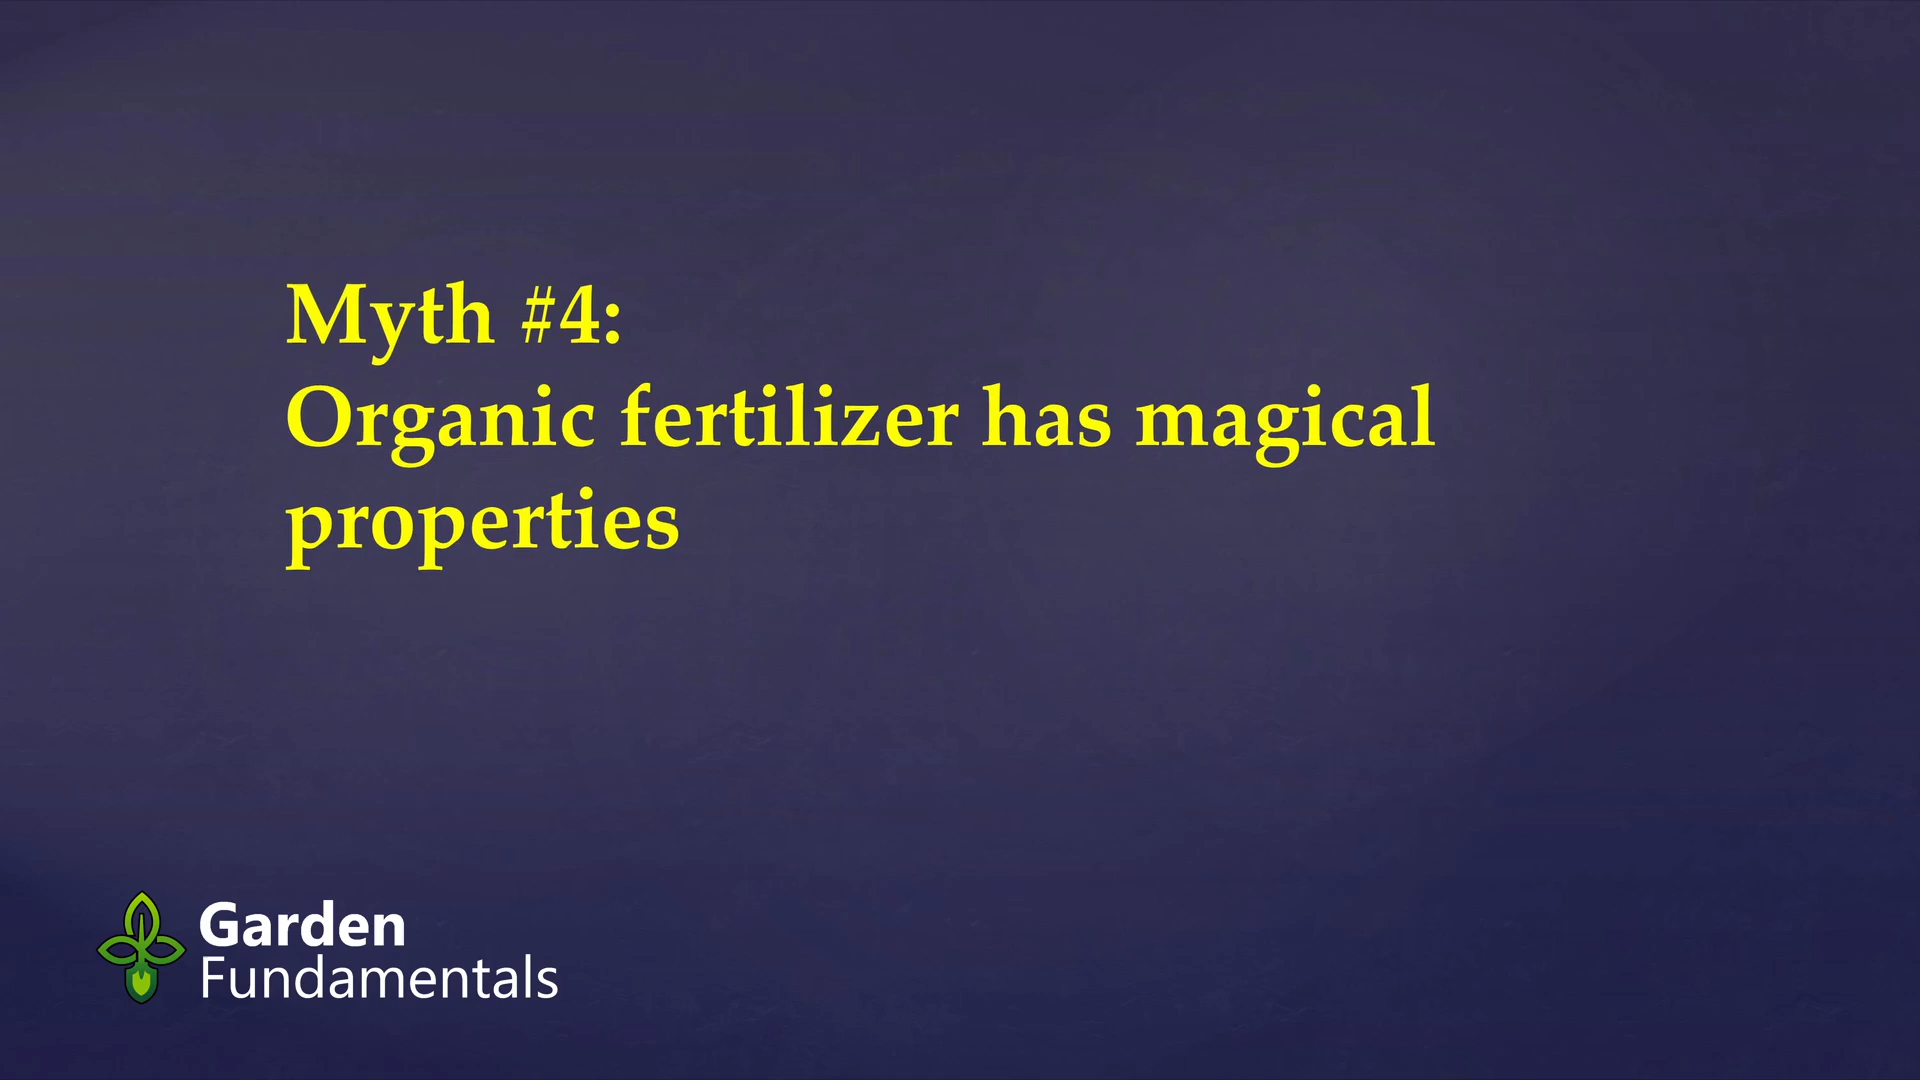 Myth #4:
Organic fertilizer has magical
properties
Garden
Fundamentals